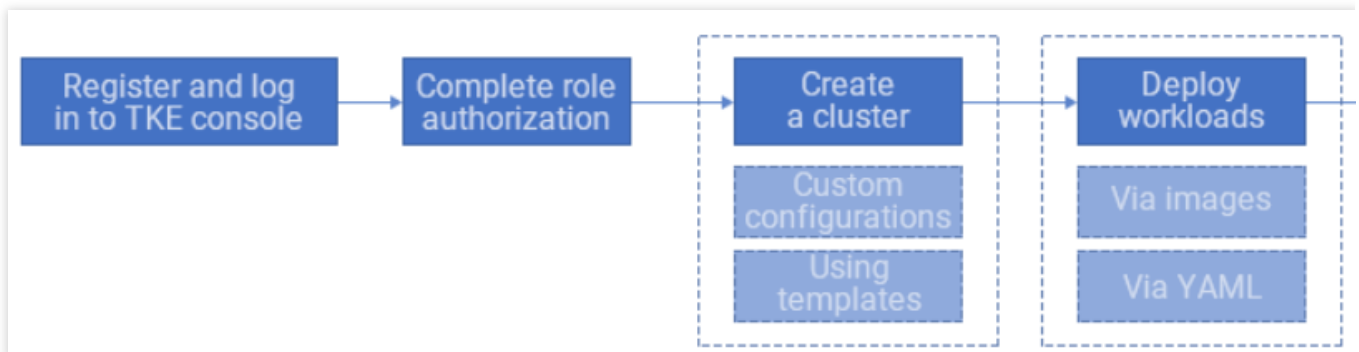 Register and log
in to TKE console
Complete role
authorization
Create
a cluster
Custom
configurations
Using
templates
Deploy
workloads
Via images
Via YAML